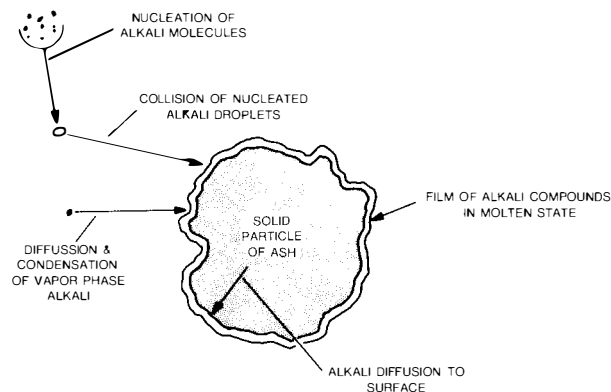 NUCLEATION OF
ALKALI MOLECULES
COLLISION OF NUCLEATED
ALKALI DROPLETS
FILM OF ALKALI COMPOUNDS
IN MOLTEN STATE
SOLID
PARTICLE
OF ASH
DIFFUSSION &
CONDENSATION
OF VAPOR PHASE
ALKALI
ALKALI DIFFUSION TO
SURFACE